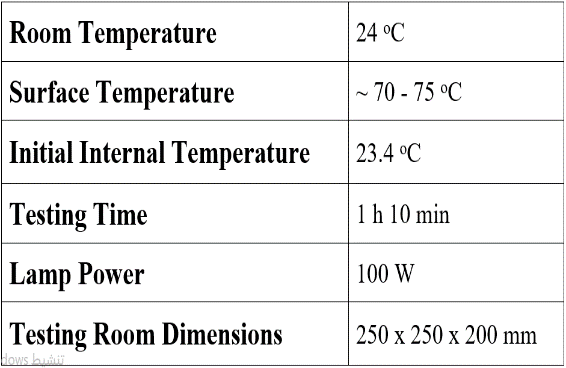 Room Temperature 24 ºC
Surface Temperature ~ 70 - 75 ºC
Initial Internal Temperature 23.4 ºC
Testing Time 1 h 10 min
Lamp Power 100 W
Testing Room Dimensions 250 x 250 x 200 mm
تنشيط dows